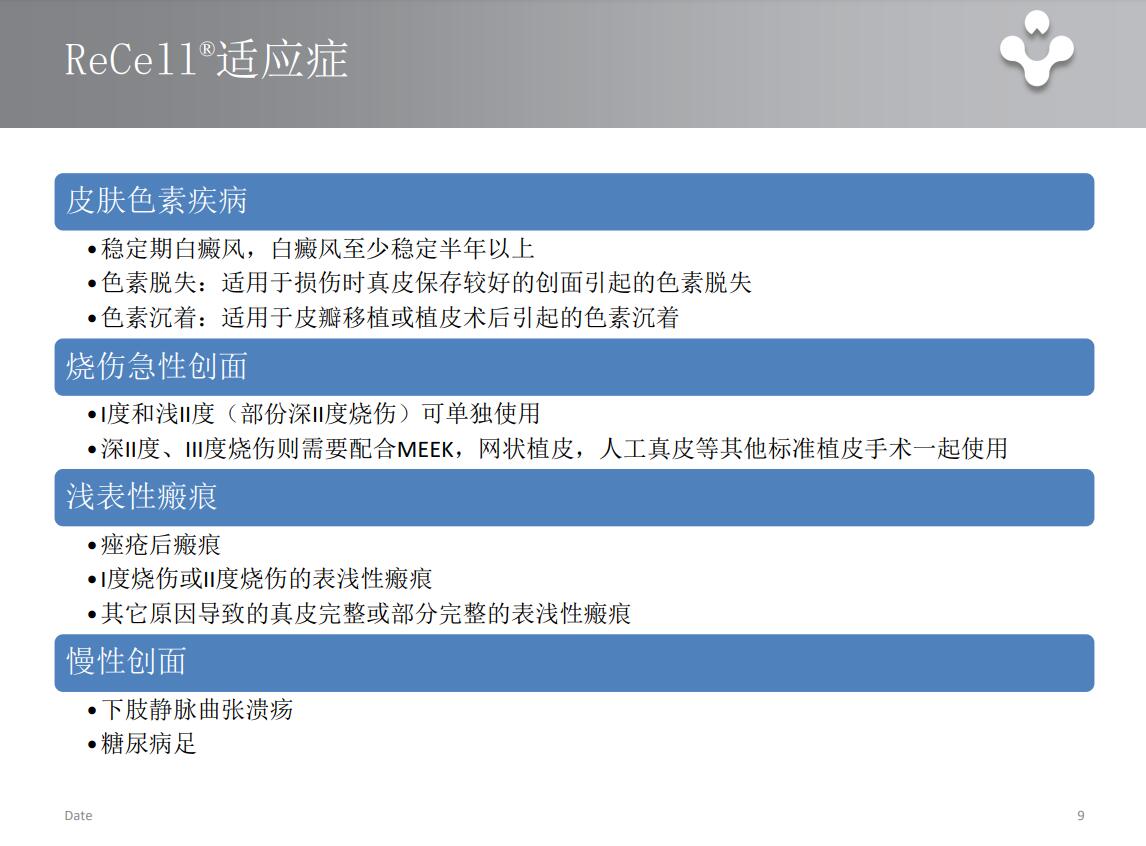 ReCell®适应症
皮肤色素疾病
•稳定期白癜风，白癜风至少稳定半年以上
•色素脱失：适用于损伤时真皮保存较好的创面引起的色素脱失
•色素沉着：适用于皮瓣移植或植皮术后引起的色素沉着
烧伤急性创面
•I度和浅II度（部份深II度烧伤）可单独使用
•深II度、III度烧伤则需要配合MEEK，网状植皮，人工真皮等其他标准植皮手术一起使用
浅表性瘢痕
•痤疮后瘢痕
•I度烧伤或II度烧伤的表浅性瘢痕
•其它原因导致的真皮完整或部分完整的表浅性瘢痕
慢性创面
•下肢静脉曲张溃疡
•糖尿病足
Date
9